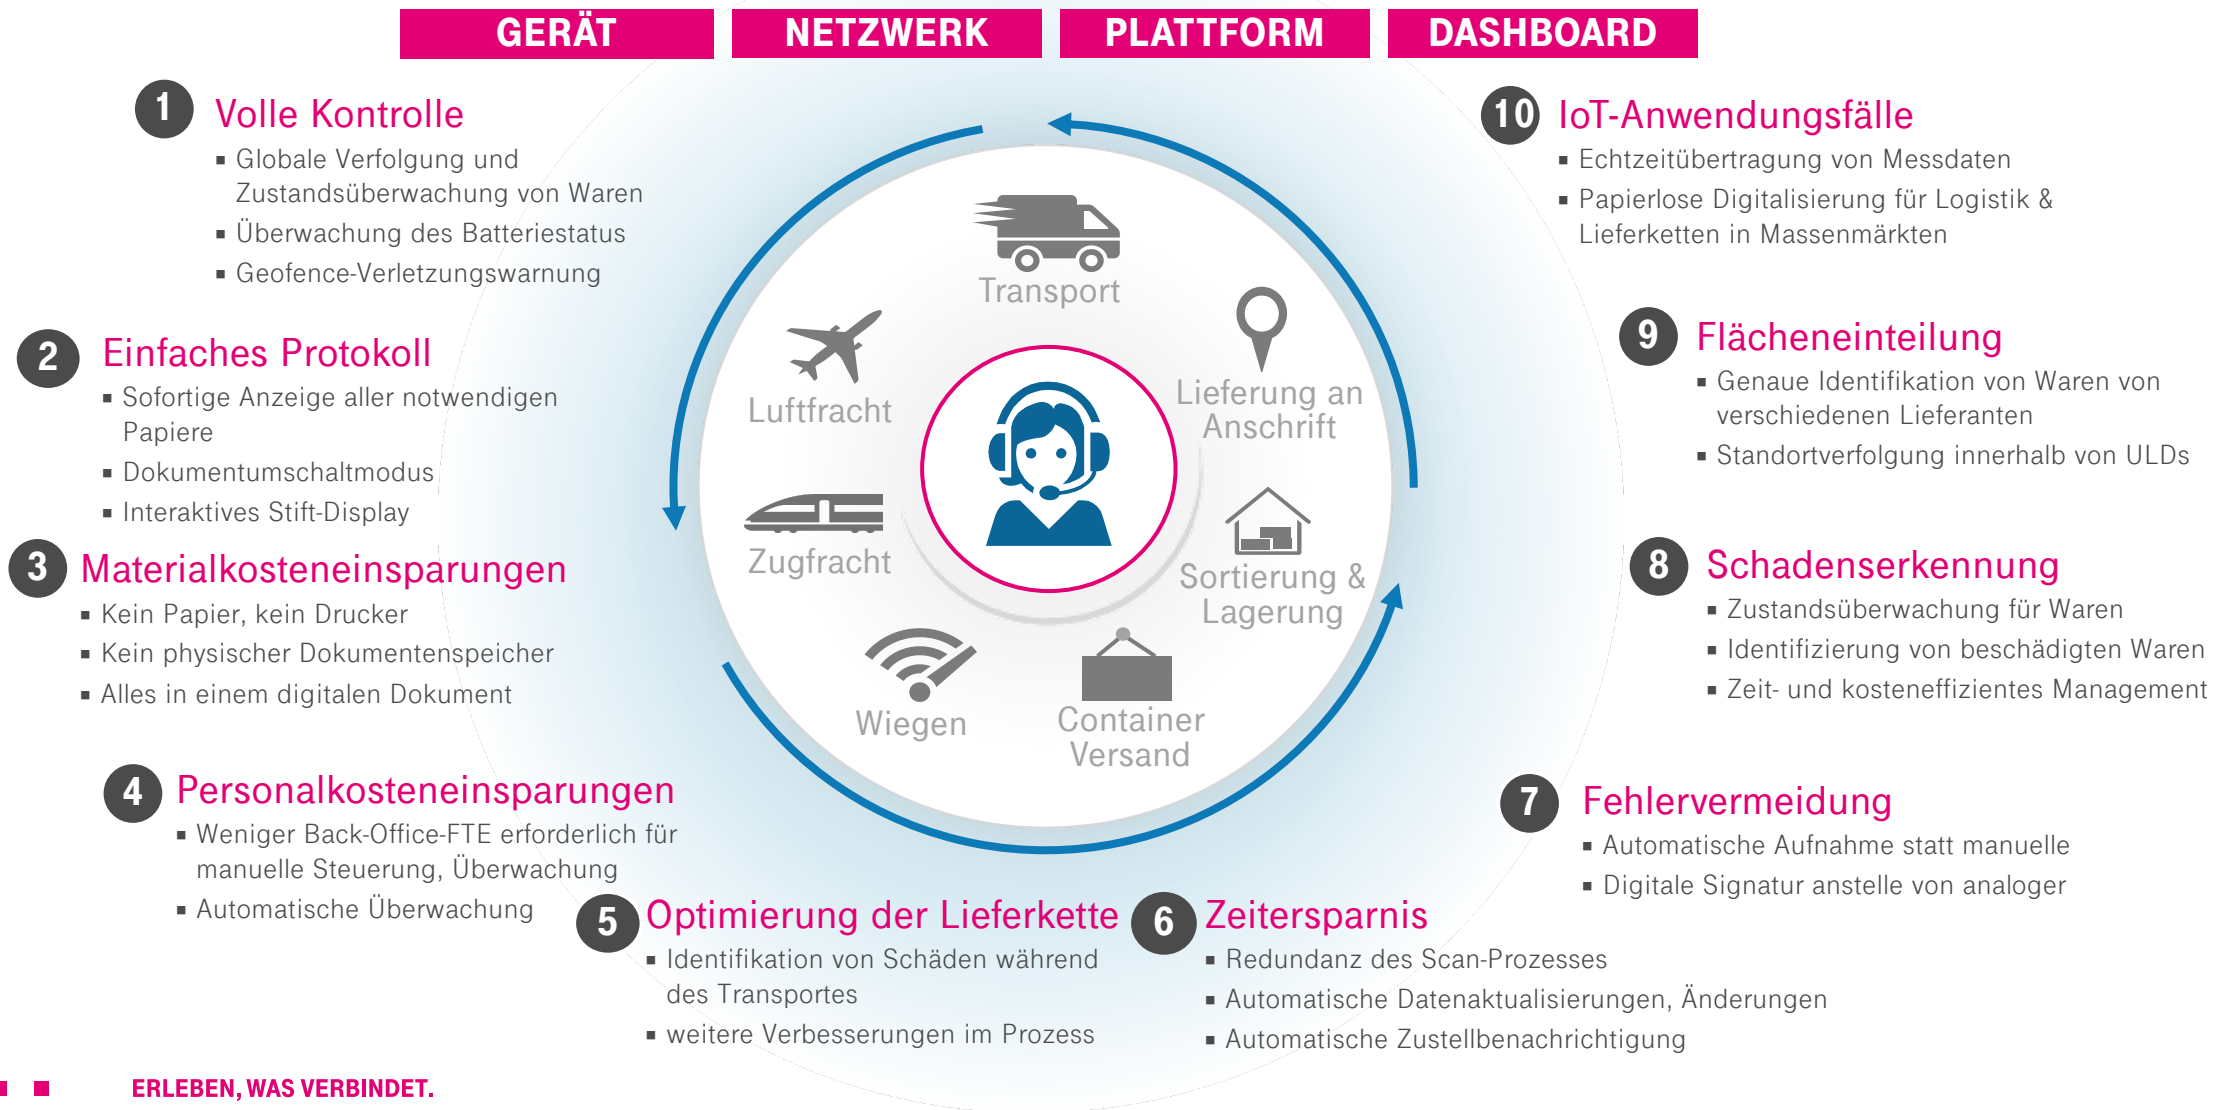 GERÄT
NETZWERK
PLATTFORM
DASHBOARD
1
Volle Kontrolle
▪ Globale Verfolgung und
Zustandsüberwachung von Waren
▪ Überwachung des Batteriestatus
▪ Geofence-Verletzungswarnung
2
Einfaches Protokoll
▪ Sofortige Anzeige aller notwendigen
Papiere
▪ Dokumentumschaltmodus
▪ Interaktives Stift-Display
3
Materialkosteneinsparungen
▪ Kein Papier, kein Drucker
▪ Kein physischer Dokumentenspeicher
▪ Alles in einem digitalen Dokument
4
Personalkosteneinsparungen
▪ Weniger Back-Office-FTE erforderlich für
manuelle Steuerung, Überwachung
▪ Automatische Überwachung
5
Optimierung der Lieferkette
▪ Identifikation von Schäden während
des Transportes
▪ weitere Verbesserungen im Prozess
6
Zeitersparnis
▪ Redundanz des Scan-Prozesses
▪ Automatische Datenaktualisierungen, Änderungen
▪ Automatische Zustellbenachrichtigung
7
Fehlervermeidung
▪ Automatische Aufnahme statt manuelle
▪ Digitale Signatur anstelle von analoger
8
Schadenserkennung
▪ Zustandsüberwachung für Waren
▪ Identifizierung von beschädigten Waren
▪ Zeit- und kosteneffizientes Management
9
Flächeneinteilung
▪ Genaue Identifikation von Waren von
verschiedenen Lieferanten
▪ Standortverfolgung innerhalb von ULDs
10
IoT-Anwendungsfälle
▪ Echtzeitübertragung von Messdaten
▪ Papierlose Digitalisierung für Logistik &
Lieferketten in Massenmärkten
Transport
Luftfracht
Lieferung an
Anschrift
Zugfracht
Sortierung &
Lagerung
Wiegen
Container
Versand
ERLEBEN, WAS VERBINDET.